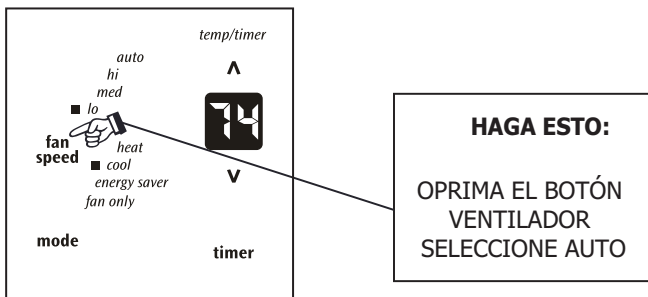 temp/timer
auto
hi
med
lo
74
fan
speed
heat
cool
energy saver
fan only
mode
timer
HAGA ESTO:
OPRIMA EL BOTÓN
VENTILADOR
SELECCIONE AUTO